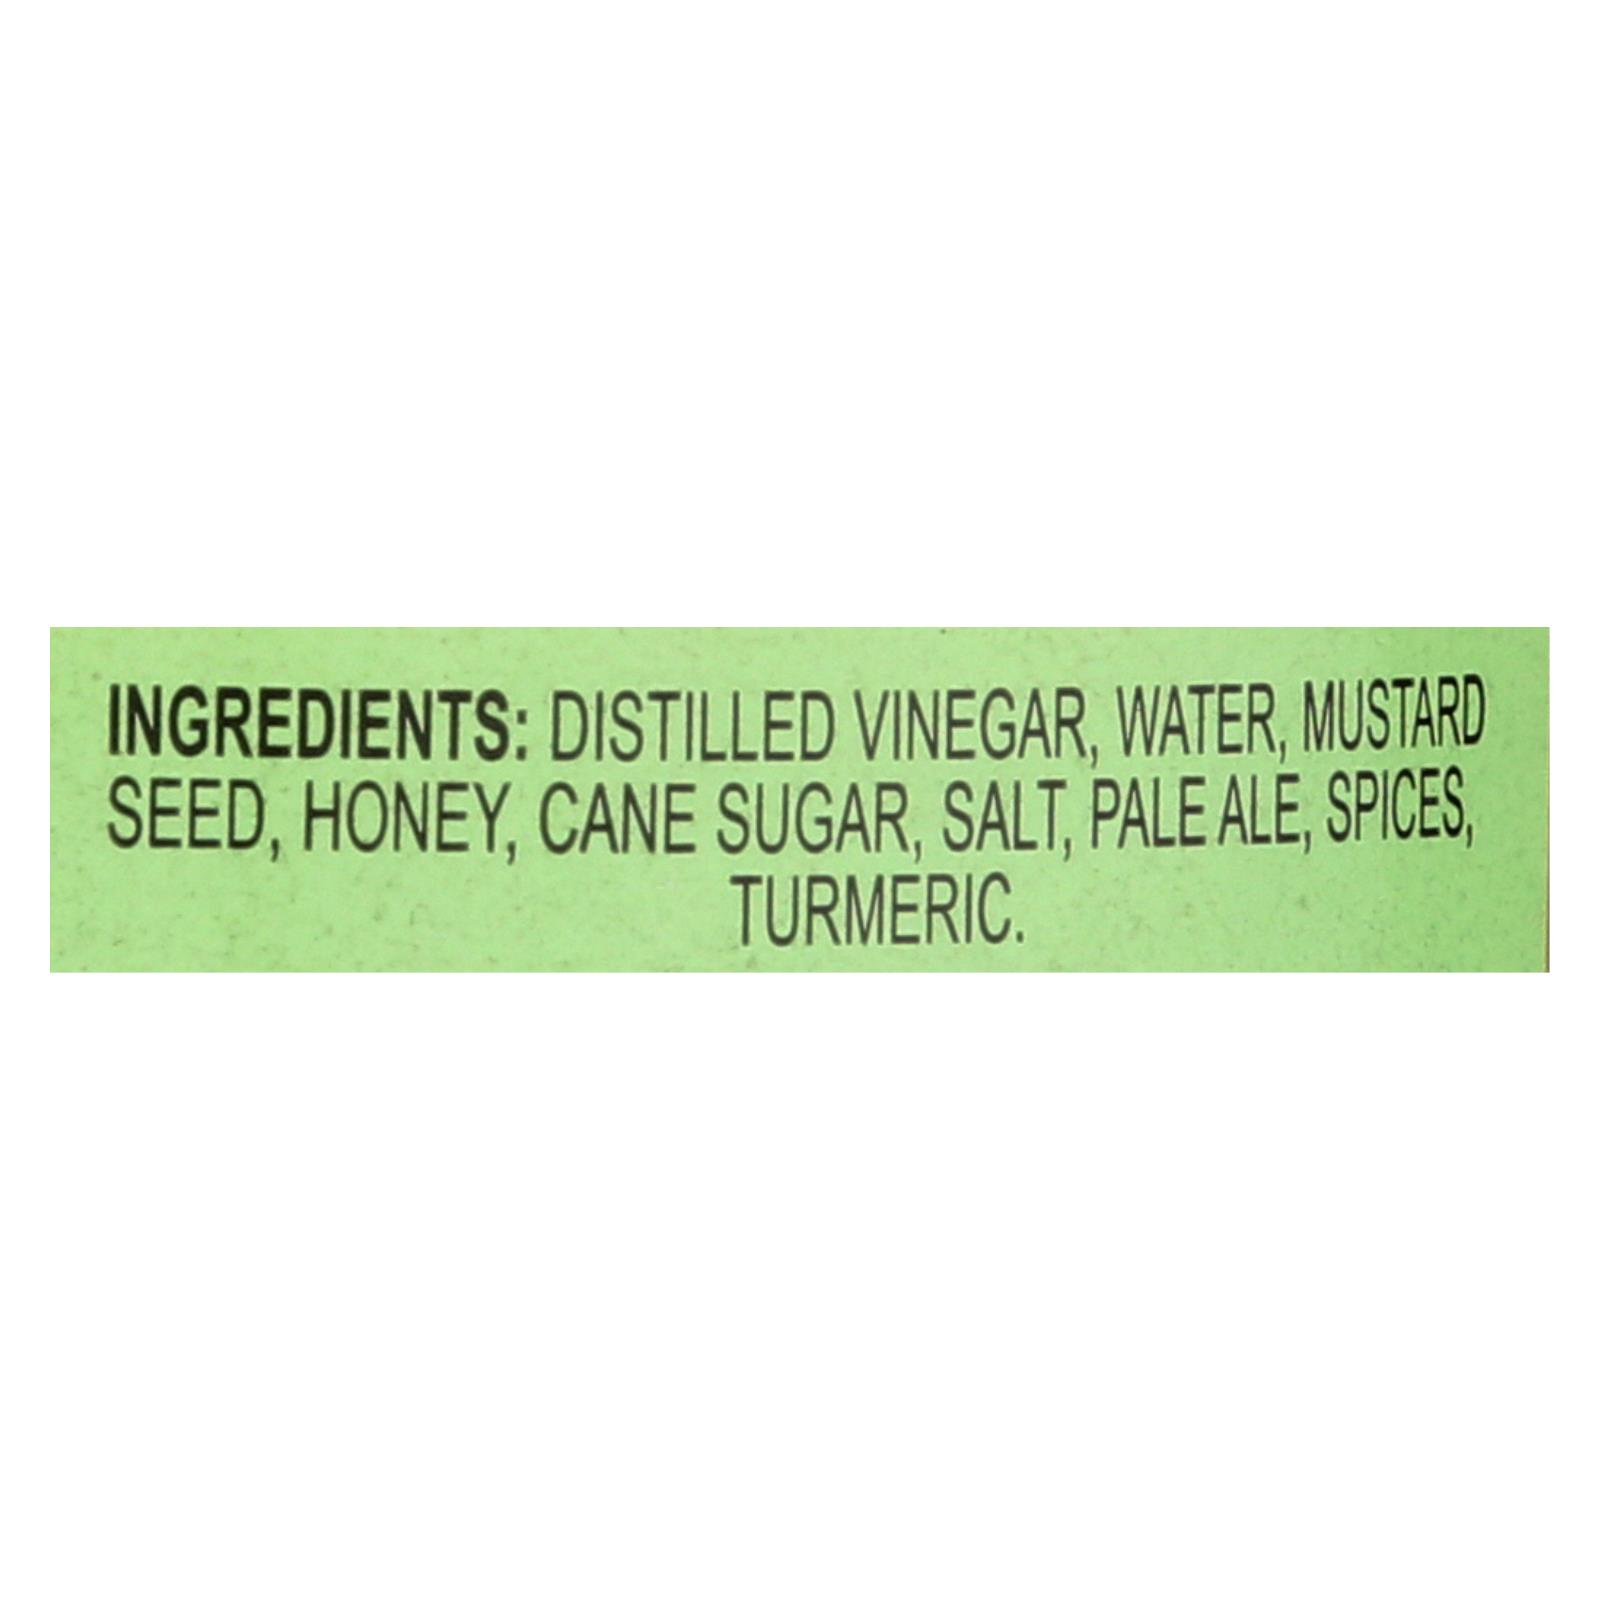 INGREDIENTS: DISTILLED VINEGAR, WATER, MUSTARD
SEED, HONEY, CANE SUGAR, SALT, PALE ALE, SPICES,
TURMERIC.